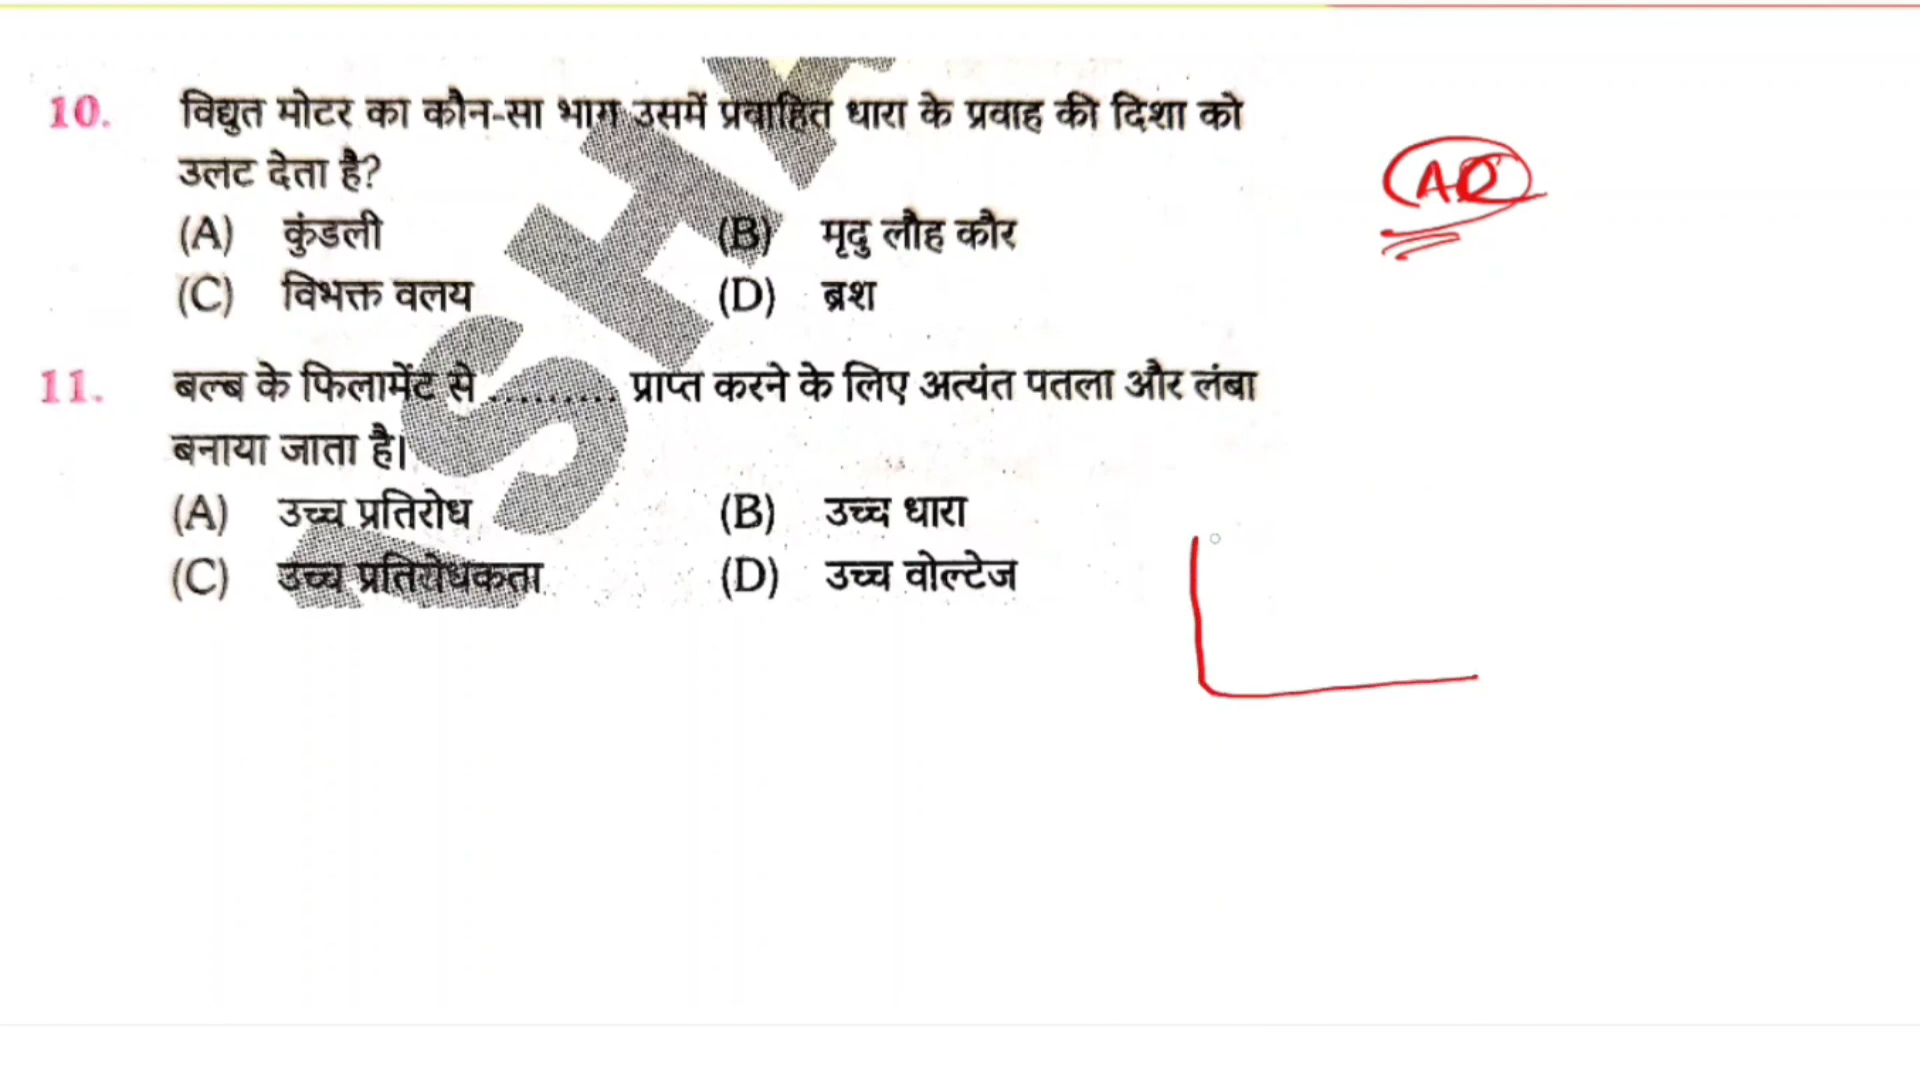 10. विद्युत मोटर का कौन-सा भाग उसमें प्रवाहित धारा के प्रवाह की दिशा को
उलट देता है?
(A) कुंडली (B) मृदु लौह कौर
(C) विभक्त वलय (D) ब्रश
11. बल्ब के फिलामेंट से .......... प्राप्त करने के लिए अत्यंत पतला और लंबा
बनाया जाता है।
(A) उच्च प्रतिरोध (B) उच्च धारा
(C) उच्च प्रतिरोधकता (D) उच्च वोल्टेज